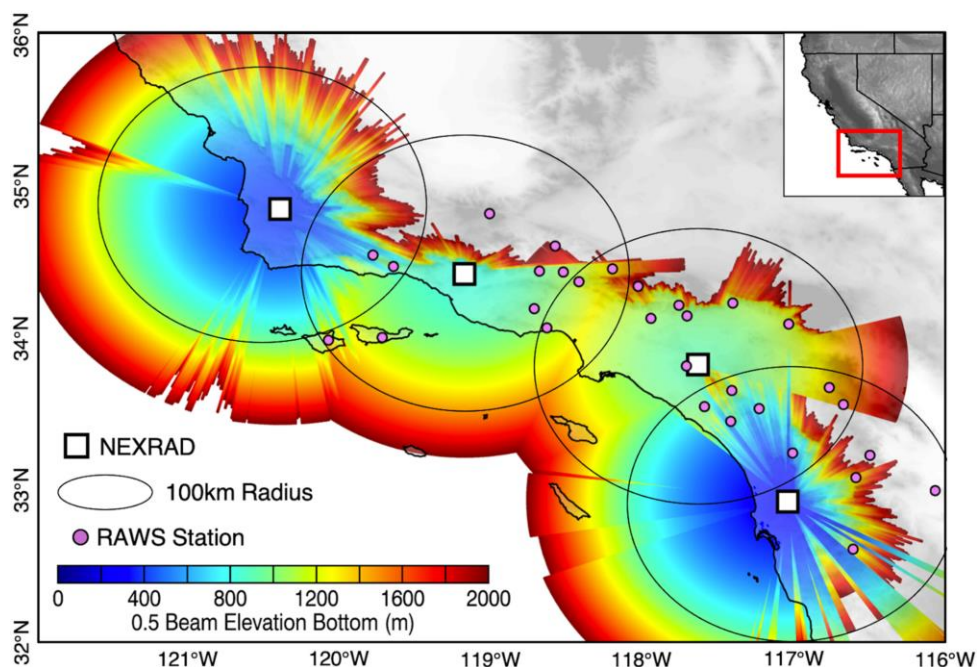 36°N
35°N
34°N
33°N
32°N
NEXRAD
100km Radius
RAWS Station
0 400 800 1200 1600 2000
0.5 Beam Elevation Bottom (m)
121°W 120°W 119°W 118°W 117°W 116°W